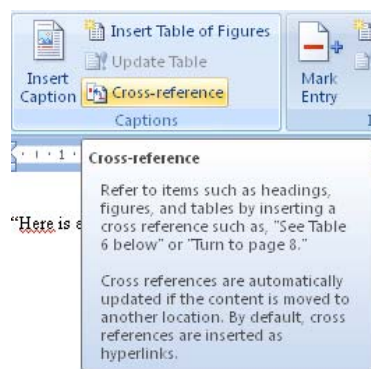 Insert Table of Figures
Update Table
Insert
Caption
Cross-reference
Captions
Mark
Entry
1
Cross-reference
Refer to items such as headings,
figures, and tables by inserting a
cross reference such as, "See Table
6 below" or "Turn to page 8."
Cross references are automatically
updated if the content is moved to
another location. By default, cross
references are inserted as
hyperlinks.
“Here is